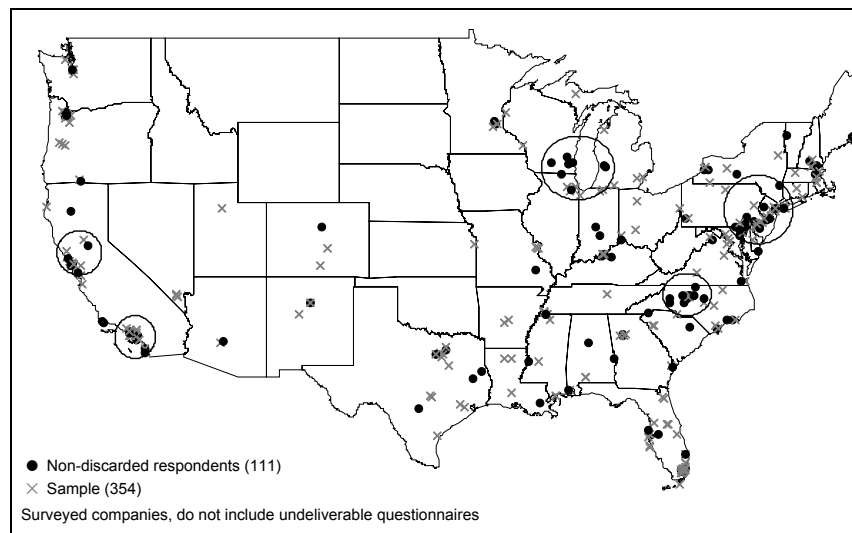 Non-discarded respondents (111)
Sample (354)
Surveyed companies, do not include undeliverable questionnaires